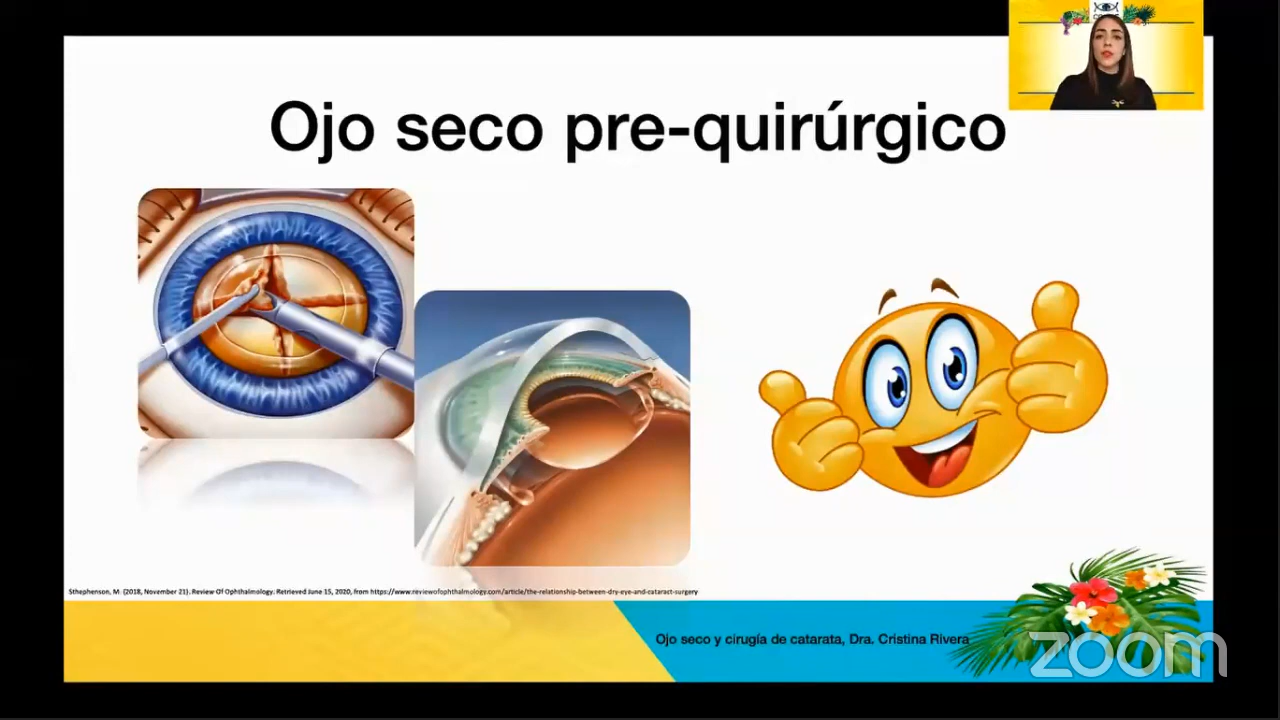 Ojo seco pre-quirúrgico
Sthephenson, M. (2018, November 21). Review Of Ophthalmology. Retrieved June 15, 2020, from https://www.reviewofophthalmology.com/article/the-relationship-between-dry-eye-and-cataract-surgery
Ojo seco y cirugía de catarata, Dra. Cristina Rivera
zoom